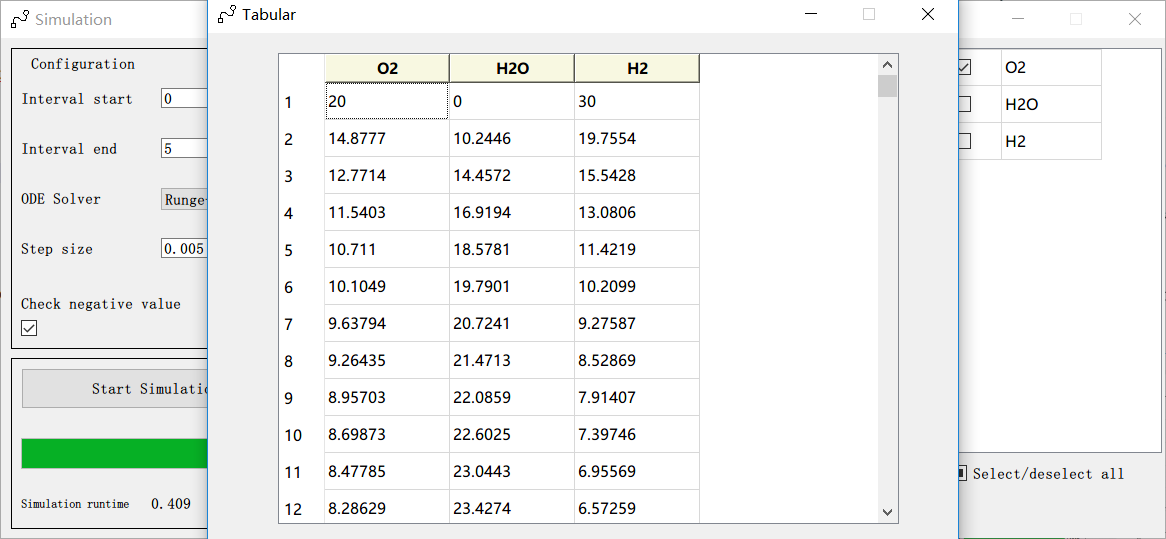 Simulation
Configuration
Interval start 0
Interval end 5
ODE Solver Runge-
Step size 0.005
Check negative value
Start Simulatio
Simulation runtime 0.409
Tabular
O2 H2O H2
1 20 0 30
2 14.8777 10.2446 19.7554
3 12.7714 14.4572 15.5428
4 11.5403 16.9194 13.0806
5 10.711 18.5781 11.4219
6 10.1049 19.7901 10.2099
7 9.63794 20.7241 9.27587
8 9.26435 21.4713 8.52869
9 8.95703 22.0859 7.91407
10 8.69873 22.6025 7.39746
11 8.47785 23.0443 6.95569
12 8.28629 23.4274 6.57259
O2
H2O
H2
Select/deselect all